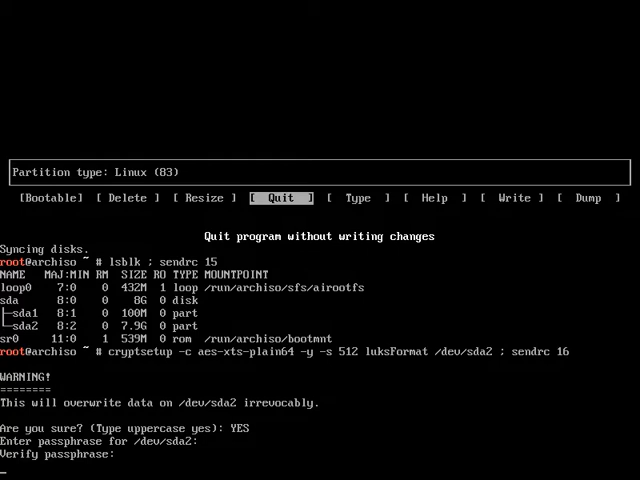 Partition type: Linux (83)
[Bootable] [ Delete ] [ Resize ] [ Quit ] [ Type ] [ Help ] [ Write ] [ Dump ]
Quit program without writing changes
Syncing disks.
root@archiso ~ # lsblk ; sendrc 15
NAME MAJ:MIN RM SIZE RO TYPE MOUNTPOINT
loop0 7:0 0 432M 1 loop /run/archiso/sfs/airootfs
sda 8:0 0 8G 0 disk
├─sda1 8:1 0 100M 0 part
└─sda2 8:2 0 7.9G 0 part
sr0 11:0 1 539M 0 rom /run/archiso/bootmnt
root@archiso ~ # cryptsetup -c aes-xts-plain64 -y -s 512 luksFormat /dev/sda2 ; sendrc 16
WARNING!
========
This will overwrite data on /dev/sda2 irrevocably.
Are you sure? (Type uppercase yes): YES
Enter passphrase for /dev/sda2:
Verify passphrase: